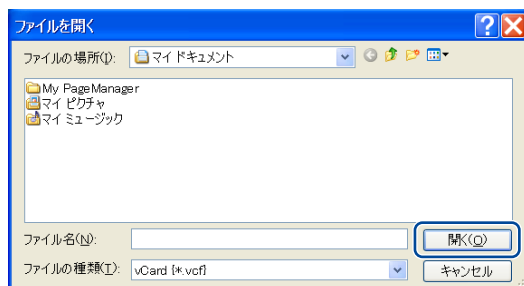 ファイルを開く
ファイルの場所(I): マイ ドキュメント
My PageManager
マイ ピクチャ
マイ ミュージック
ファイル名(N): 開く(O)
ファイルの種類(T): vCard [*.vcf] キャンセル